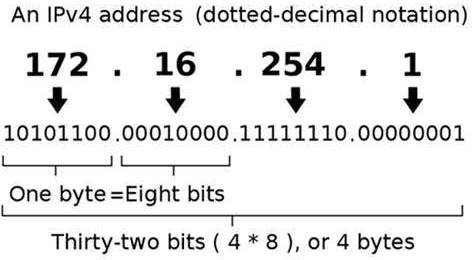 An IPv4 address (dotted-decimal notation)
172 . 16 . 254 . 1
10101100.00010000.11111110.00000001
One byte=Eight bits
Thirty-two bits ( 4 * 8 ), or 4 bytes